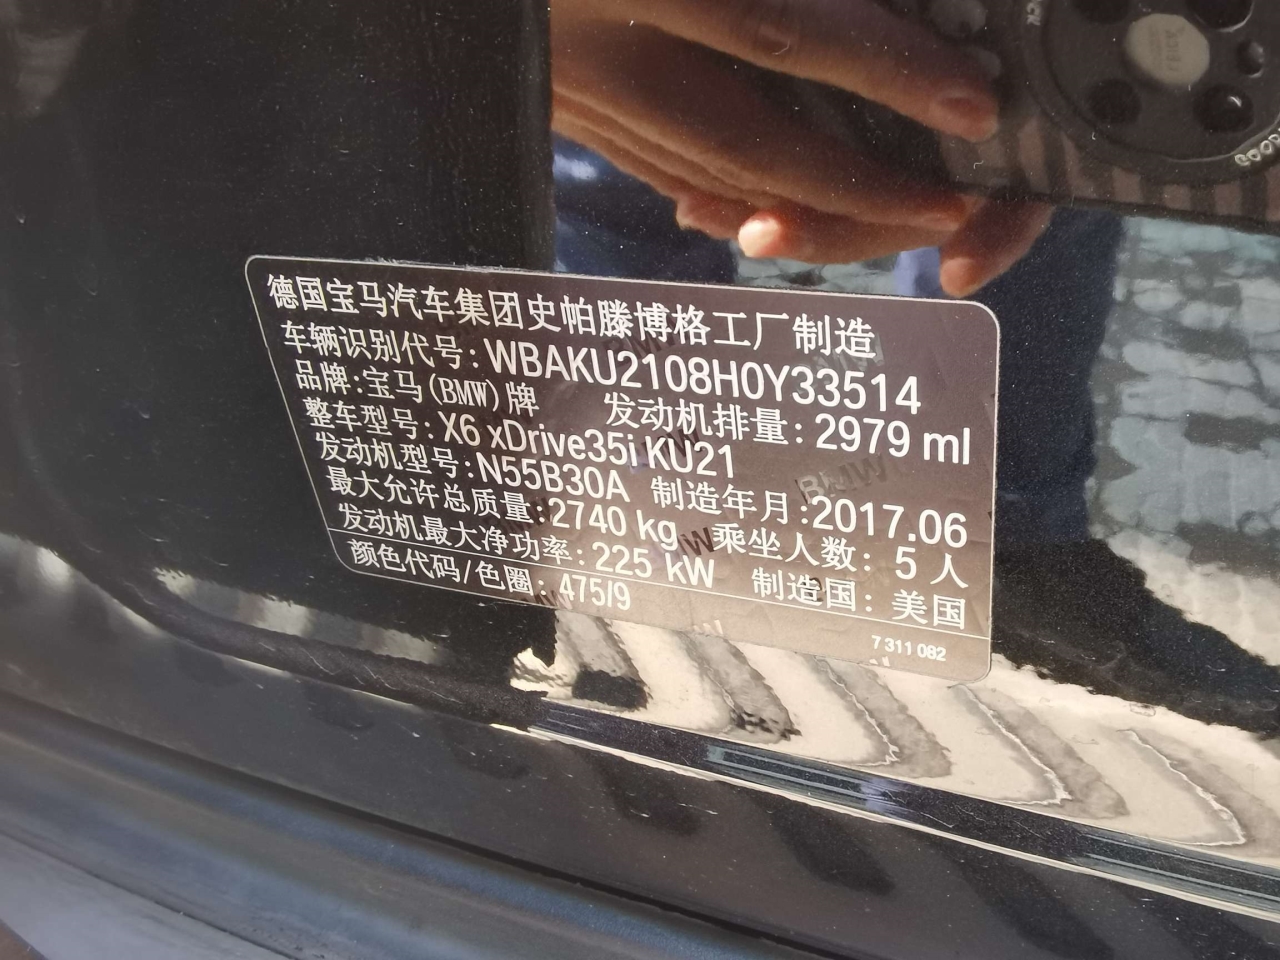 德国宝马汽车集团史帕滕博格工厂制造
车辆识别代号: WBAKU2108H0Y33514
品牌:宝马(BMW)牌 发动机排量: 2979 ml
整车型号: X6 xDrive35i KU21
发动机型号:N55B30A 制造年月:2017.06
最大允许总质量:2740 kg 乘坐人数: 5 人
发动机最大净功率: 225 kW 制造国: 美国
颜色代码/色圈: 475/9
7 311 082